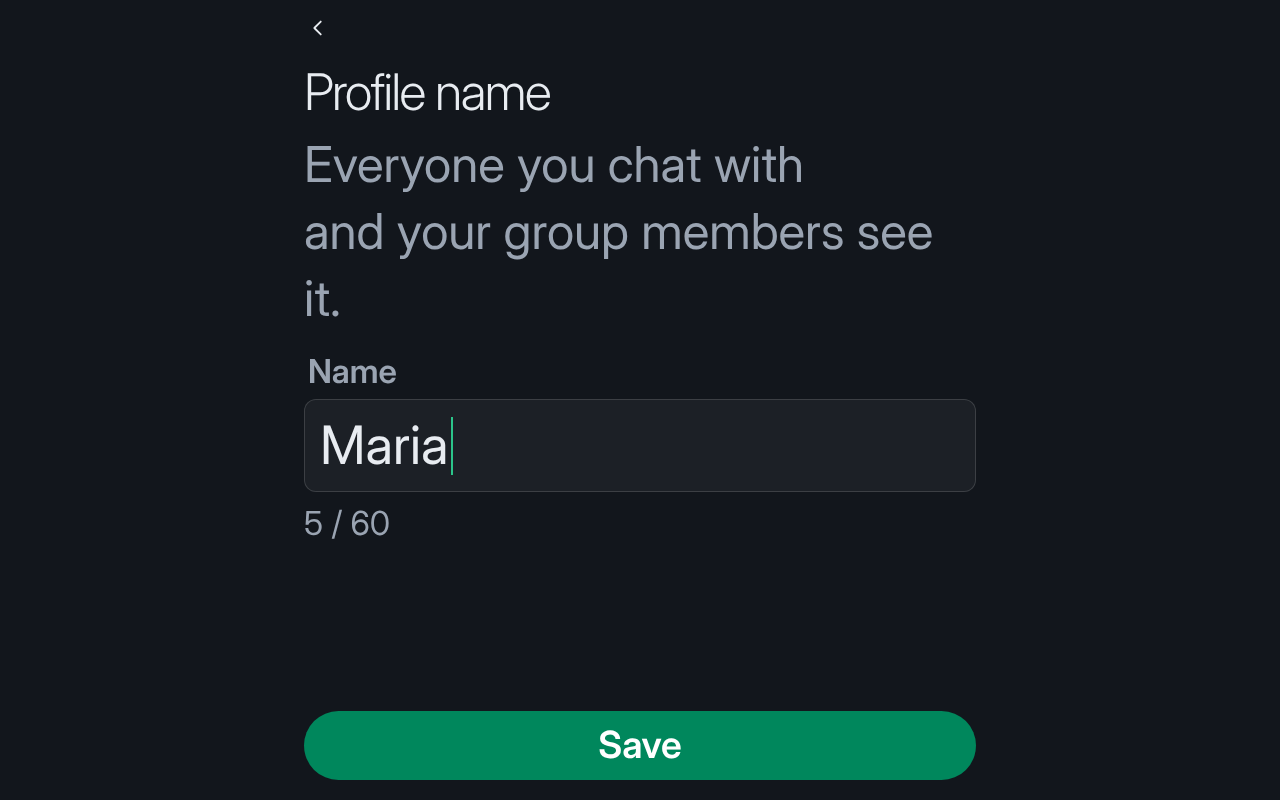 Profile name
Everyone you chat with
and your group members see
it.
Name
Maria
5 / 60
Save